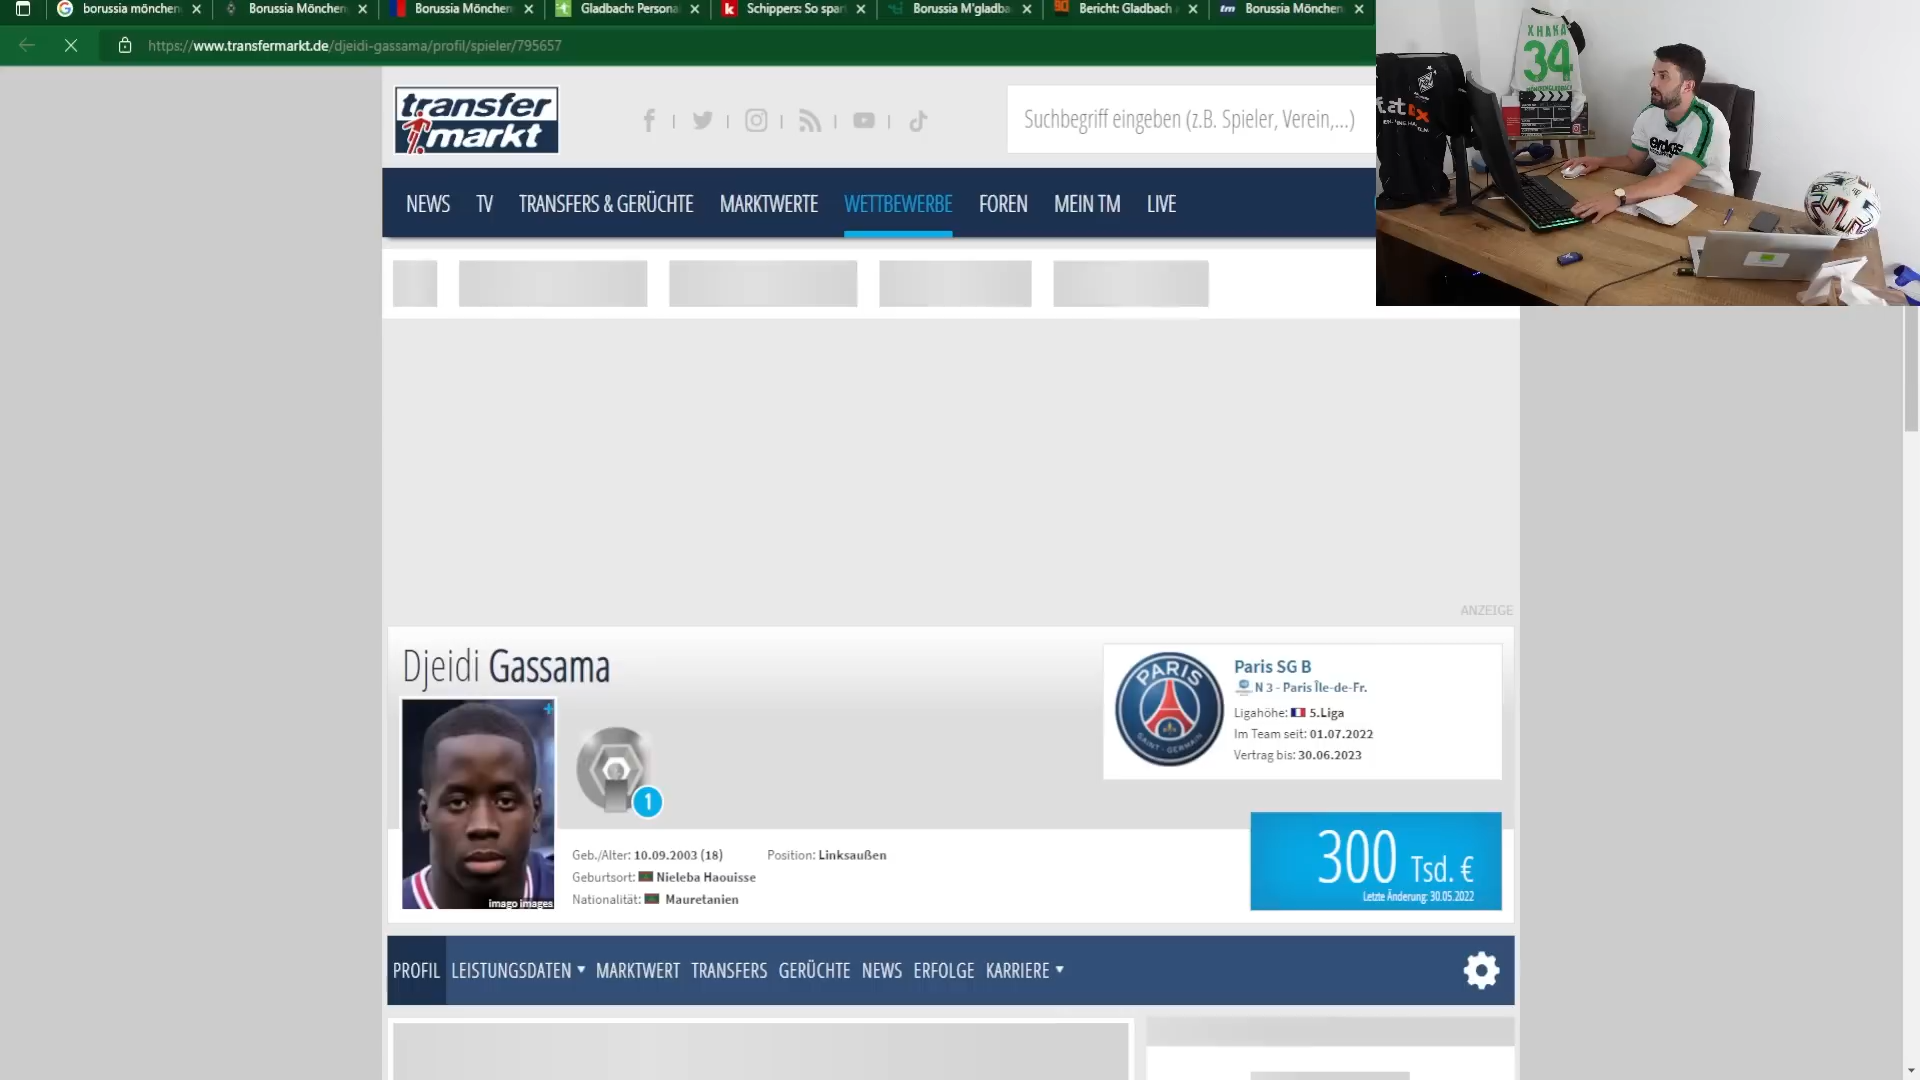 borussia mönchen
Borussia Mönchen
Borussia Mönchen
Gladbach: Persona
Schippers: So spar
Borussia M'gladba
Bericht: Gladbach
tm Borussia Mönchen
https://www.transfermarkt.de/djeidi-gassama/profil/spieler/795657
transfer
markt
Suchbegriff eingeben (z.B. Spieler, Verein,...)
NEWS TV TRANSFERS & GERÜCHTE MARKTWERTE WETTBEWERBE FOREN MEIN TM LIVE
XHAKA
34
ANZEIGE
Djeidi Gassama
imago images
1
PARIS
SAINT-GERMAIN
Paris SG B
N 3 - Paris Île-de-Fr.
Ligahöhe: 5.Liga
Im Team seit: 01.07.2022
Vertrag bis: 30.06.2023
Geb./Alter: 10.09.2003 (18) Position: Linksaußen
Geburtsort: Nieleba Haouisse
Nationalität: Mauretanien
300 Tsd. €
Letzte Änderung: 30.05.2022
PROFIL LEISTUNGSDATEN MARKTWERT TRANSFERS GERÜCHTE NEWS ERFOLGE KARRIERE